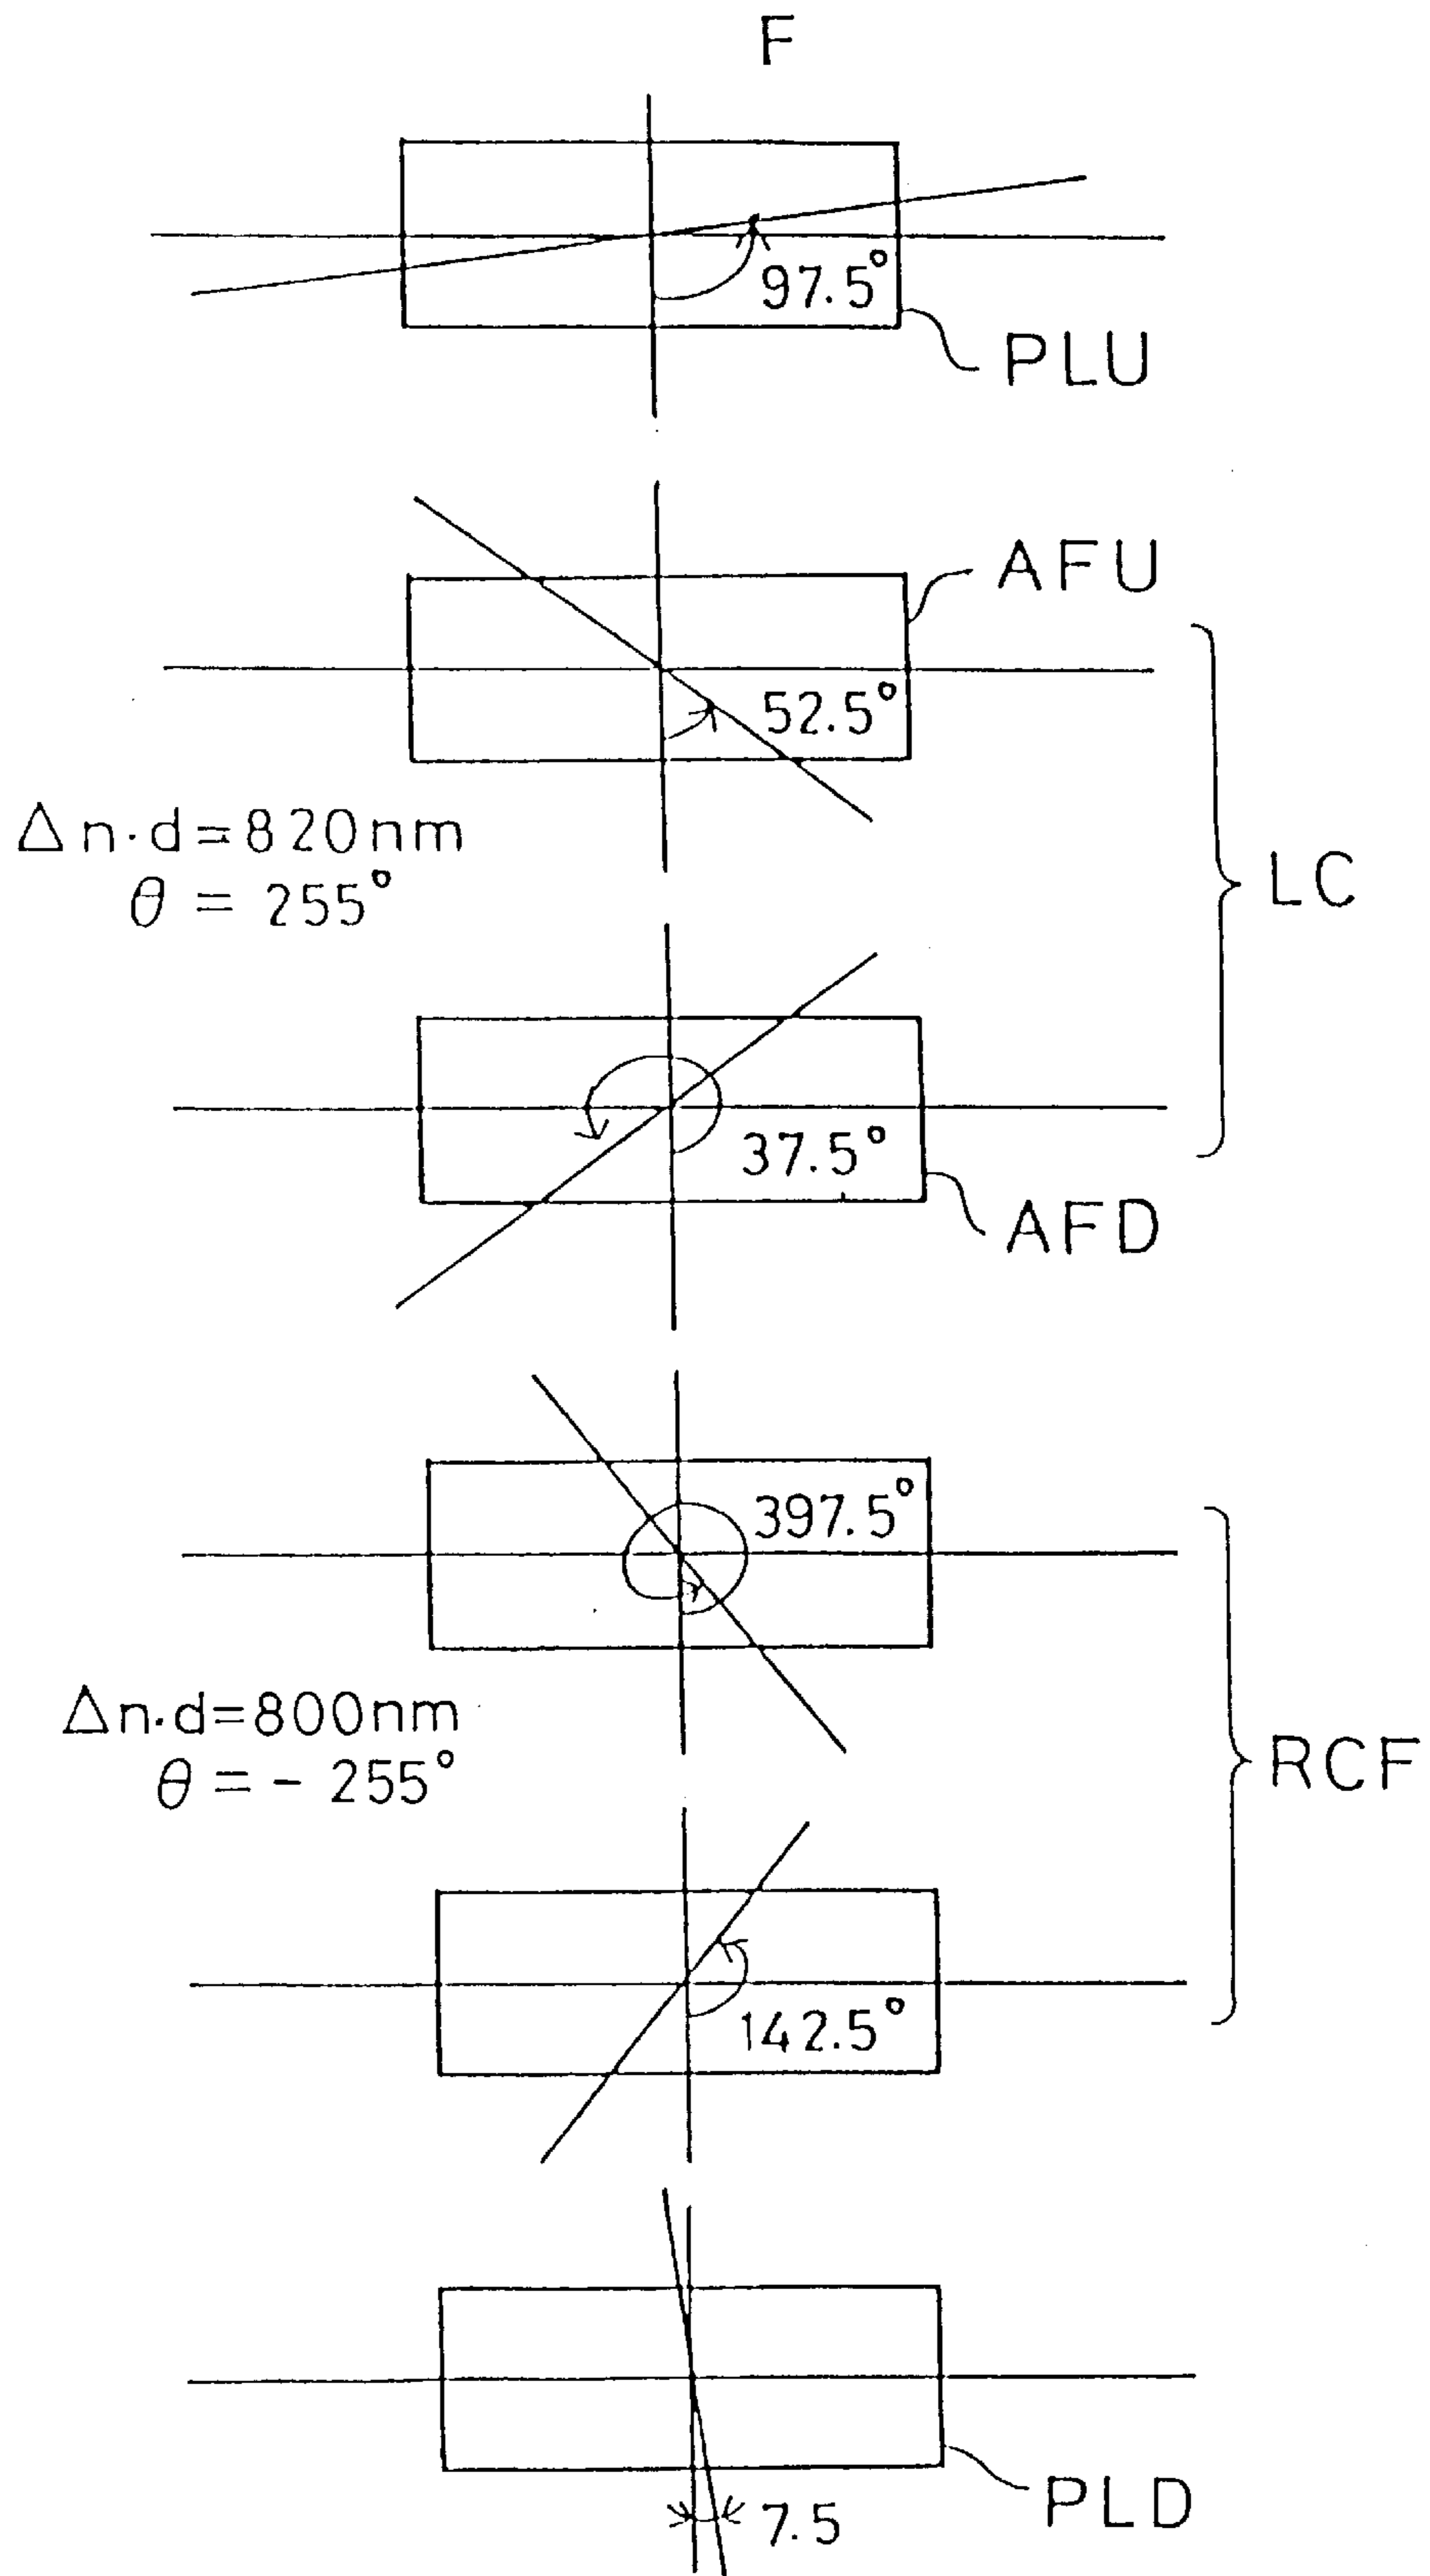 F
97.5°
PLU
AFU
52.5°
Δn·d=820nm
θ = 255°
LC
37.5°
AFD
397.5°
Δn·d=800nm
θ = - 255°
RCF
142.5°
PLD
7.5